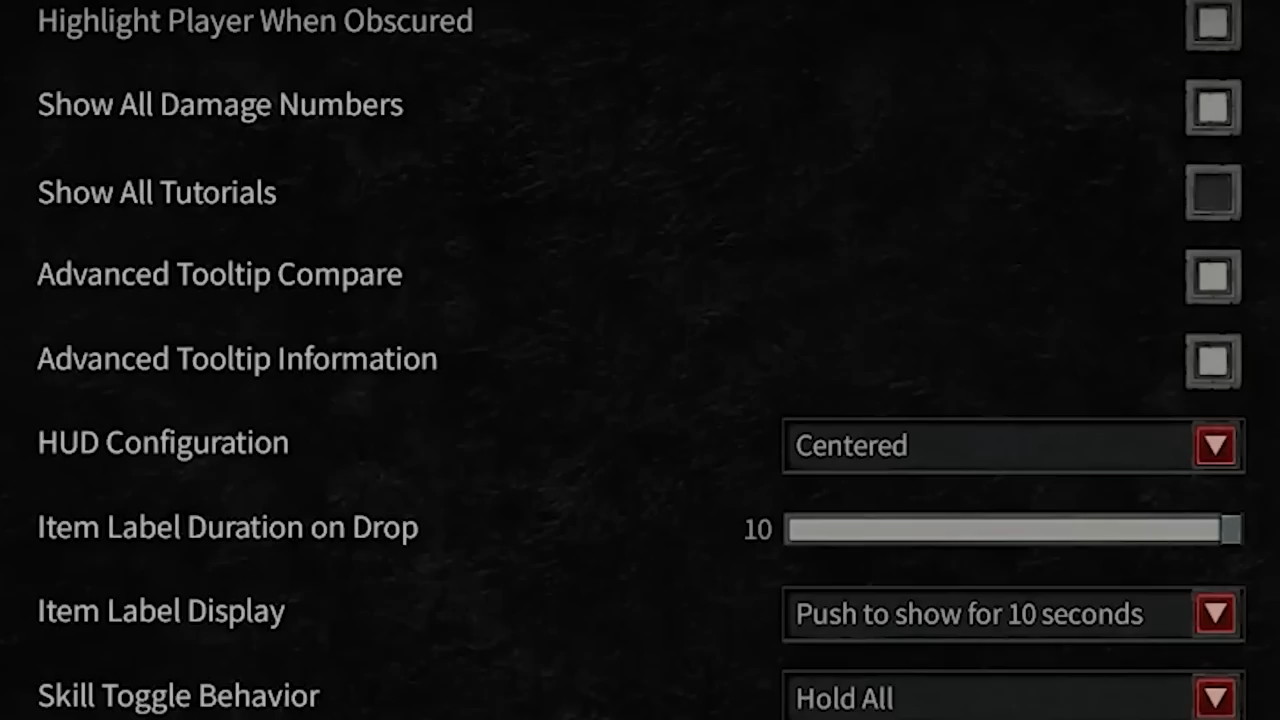 Highlight Player When Obscured
Show All Damage Numbers
Show All Tutorials
Advanced Tooltip Compare
Advanced Tooltip Information
HUD Configuration Centered
Item Label Duration on Drop 10
Item Label Display Push to show for 10 seconds
Skill Toggle Behavior Hold All